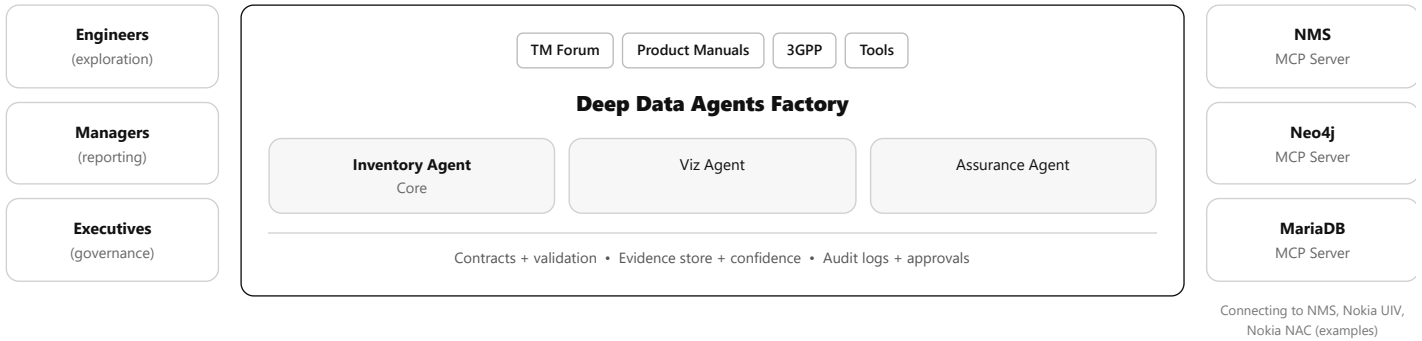 Engineers
(exploration)
Managers
(reporting)
Executives
(governance)
TM Forum
Product Manuals
3GPP
Tools
Deep Data Agents Factory
Inventory Agent
Core
Viz Agent
Assurance Agent
Contracts + validation • Evidence store + confidence • Audit logs + approvals
NMS
MCP Server
Neo4j
MCP Server
MariaDB
MCP Server
Connecting to NMS, Nokia UIV,
Nokia NAC (examples)